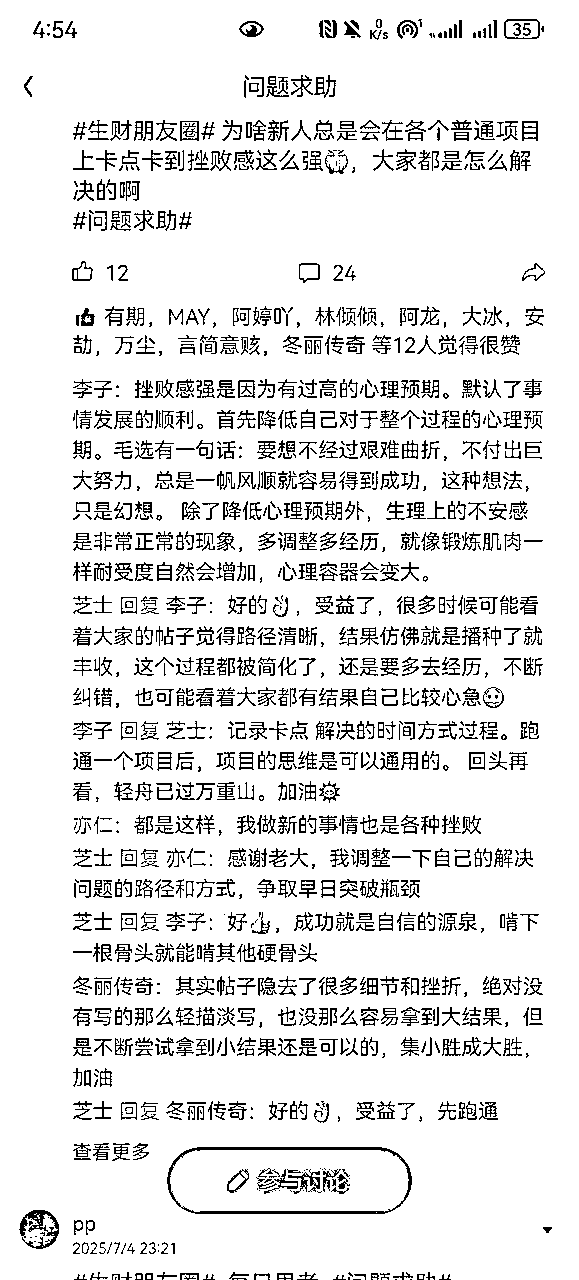 4:54
0 K/s 1 35
问题求助
#生财朋友圈# 为啥新人总是会在各个普通项目
上卡点卡到挫败感这么强，大家都是怎么解
决的啊
#问题求助#
12 24
有期，MAY，阿婷吖，林倾倾，阿龙，大冰，安
劼，万尘，言简意赅，冬丽传奇 等12人觉得很赞
李子：挫败感强是因为有过高的心理预期。默认了事
情发展的顺利。首先降低自己对于整个过程的心理预
期。毛选有一句话：要想不经过艰难曲折，不付出巨
大努力，总是一帆风顺就容易得到成功，这种想法，
只是幻想。 除了降低心理预期外，生理上的不安感
是非常正常的现象，多调整多经历，就像锻炼肌肉一
样耐受度自然会增加，心理容器会变大。
芝士 回复 李子：好的👌，受益了，很多时候可能看
着大家的帖子觉得路径清晰，结果仿佛就是播种了就
丰收，这个过程都被简化了，还是要多去经历，不断
纠错，也可能看着大家都有结果自己比较心急
李子 回复 芝士：记录卡点 解决的时间方式过程。跑
通一个项目后，项目的思维是可以通用的。 回头再
看，轻舟已过万重山。加油
亦仁：都是这样，我做新的事情也是各种挫败
芝士 回复 亦仁：感谢老大，我调整一下自己的解决
问题的路径和方式，争取早日突破瓶颈
芝士 回复 李子：好👍，成功就是自信的源泉，啃下
一根骨头就能啃其他硬骨头
冬丽传奇：其实帖子隐去了很多细节和挫折，绝对没
有写的那么轻描淡写，也没那么容易拿到大结果，但
是不断尝试拿到小结果还是可以的，集小胜成大胜，
加油
芝士 回复 冬丽传奇：好的👌，受益了，先跑通
查看更多
参与讨论
pp
2025/7/4 23:21
#生财朋友圈# 每日思考 #问题求助#